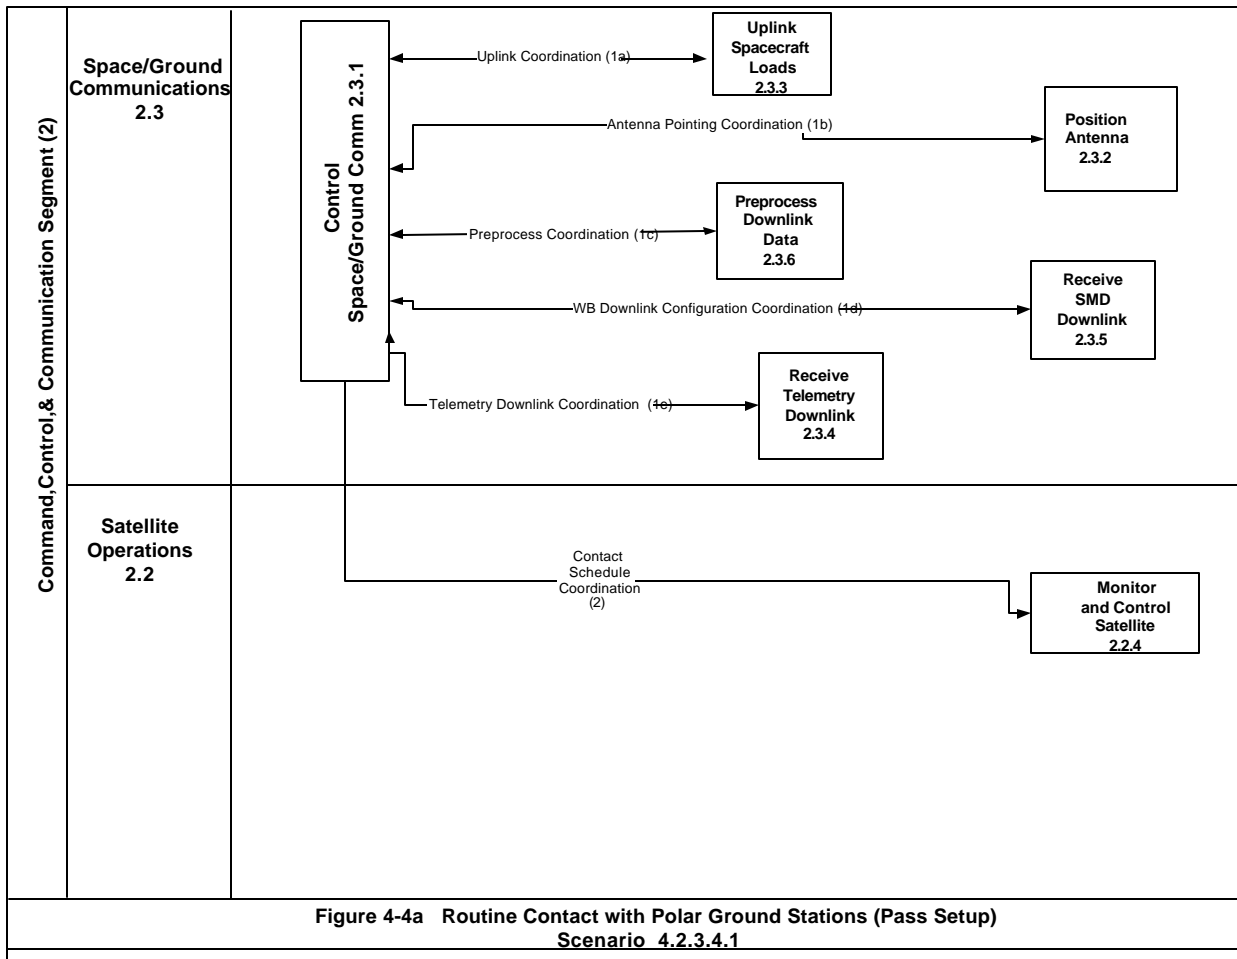 Command,Control,& Communication Segment (2)
Space/Ground
Communications
2.3
Control
Space/Ground Comm 2.3.1
Uplink Coordination (1a)
Uplink
Spacecraft
Loads
2.3.3
Antenna Pointing Coordination (1b)
Position
Antenna
2.3.2
Preprocess Coordination (1c)
Preprocess
Downlink
Data
2.3.6
WB Downlink Configuration Coordination (1d)
Receive
SMD
Downlink
2.3.5
Telemetry Downlink Coordination (1e)
Receive
Telemetry
Downlink
2.3.4
Satellite
Operations
2.2
Contact
Schedule
Coordination
(2)
Monitor
and Control
Satellite
2.2.4
Figure 4-4a Routine Contact with Polar Ground Stations (Pass Setup)
Scenario 4.2.3.4.1